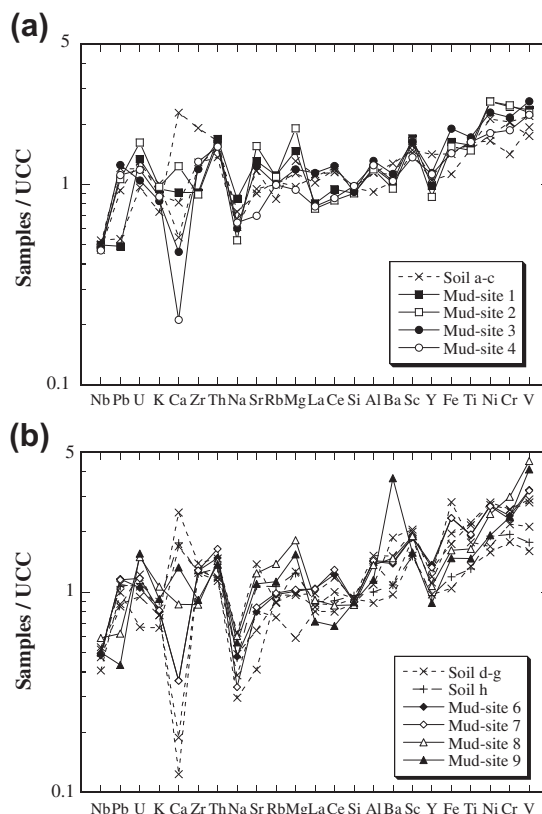 (a)
5
1
0.1
Samples / UCC
Soil a-c
Mud-site 1
Mud-site 2
Mud-site 3
Mud-site 4
Nb Pb U K Ca Zr Th Na Sr Rb Mg La Ce Si Al Ba Sc Y Fe Ti Ni Cr V
(b)
5
1
0.1
Samples / UCC
Soil d-g
Soil h
Mud-site 6
Mud-site 7
Mud-site 8
Mud-site 9
Nb Pb U K Ca Zr Th Na Sr Rb Mg La Ce Si Al Ba Sc Y Fe Ti Ni Cr V